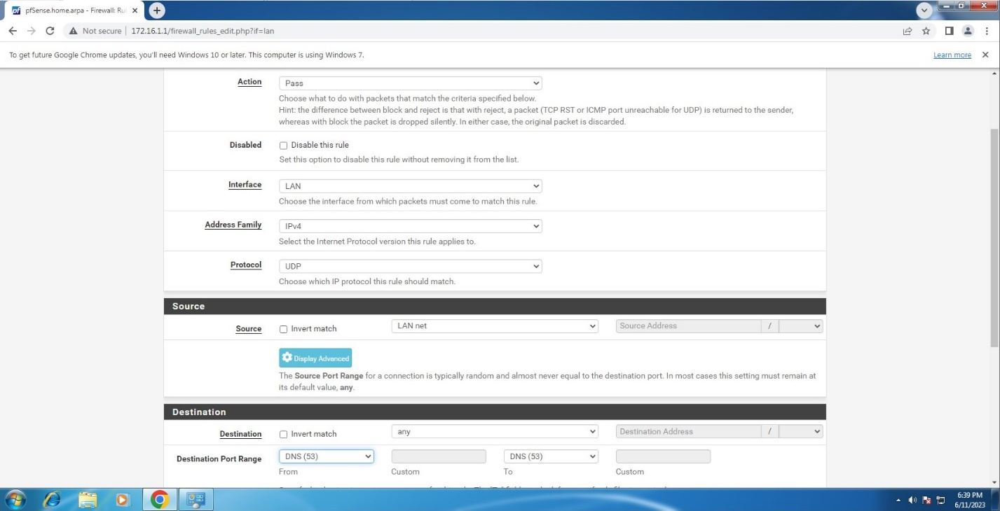 pfSense.home.arpa - Firewall: Ru
Not secure 172.16.1.1/firewall_rules_edit.php?if=lan
To get future Google Chrome updates, you'll need Windows 10 or later. This computer is using Windows 7. Learn more
Action Pass
Choose what to do with packets that match the criteria specified below.
Hint: the difference between block and reject is that with reject, a packet (TCP RST or ICMP port unreachable for UDP) is returned to the sender,
whereas with block the packet is dropped silently. In either case, the original packet is discarded.
Disabled Disable this rule
Set this option to disable this rule without removing it from the list.
Interface LAN
Choose the interface from which packets must come to match this rule.
Address Family IPv4
Select the Internet Protocol version this rule applies to.
Protocol UDP
Choose which IP protocol this rule should match.
Source
Source Invert match LAN net Source Address /
Display Advanced
The Source Port Range for a connection is typically random and almost never equal to the destination port. In most cases this setting must remain at
its default value, any.
Destination
Destination Invert match any Destination Address /
Destination Port Range DNS (53) DNS (53)
From Custom To Custom
6:39 PM
6/11/2023